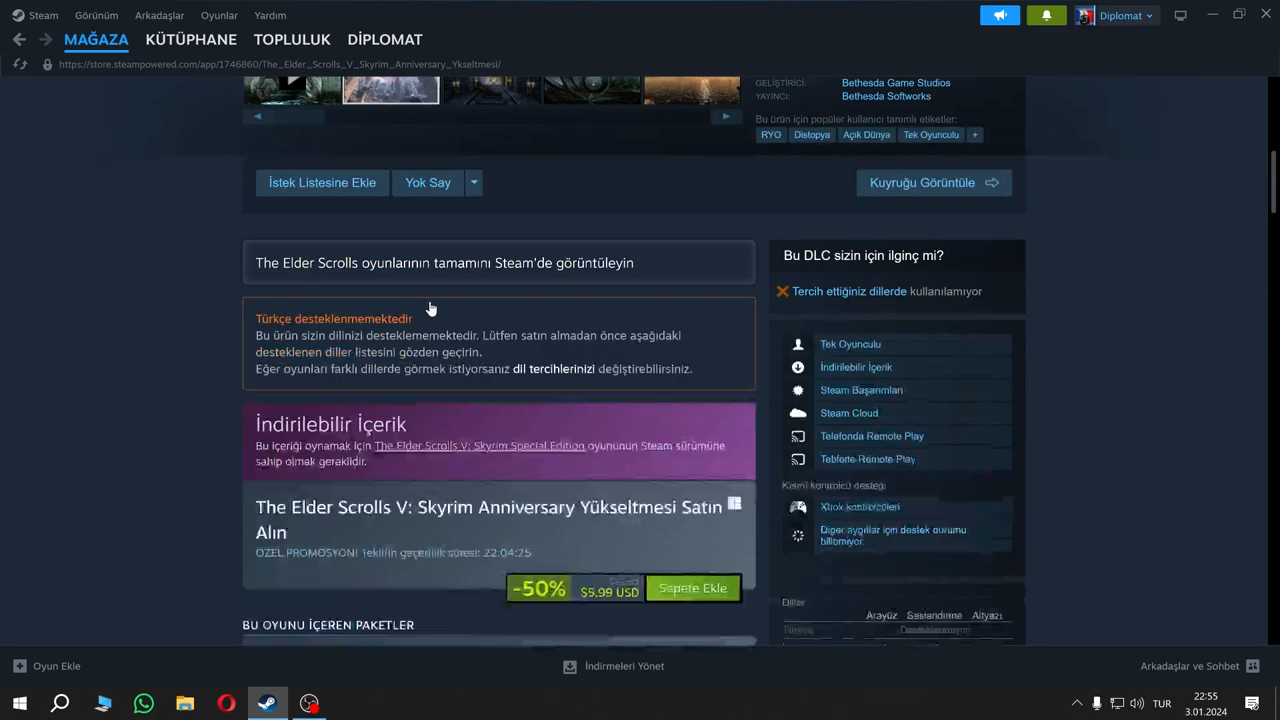 Steam Görünüm Arkadaşlar Oyunlar Yardım
Diplomat
MAĞAZA KÜTÜPHANE TOPLULUK DİPLOMAT
https://store.steampowered.com/app/1746860/The_Elder_Scrolls_V_Skyrim_Anniversary_Ykseltmesi/
GELİŞTİRİCİ: Bethesda Game Studios
YAYINCI: Bethesda Softworks
Bu ürün için popüler kullanıcı tanımlı etiketler:
RYO Distopya Açık Dünya Tek Oyunculu +
İstek Listesine Ekle Yok Say Kuyruğu Görüntüle
The Elder Scrolls oyunlarının tamamını Steam'de görüntüleyin
Türkçe desteklenmemektedir
Bu ürün sizin dilinizi desteklememektedir. Lütfen satın almadan önce aşağıdaki
desteklenen diller listesini gözden geçirin.
Eğer oyunları farklı dillerde görmek istiyorsanız dil tercihlerinizi değiştirebilirsiniz.
İndirilebilir İçerik
Bu içeriği oynamak için The Elder Scrolls V: Skyrim Special Edition oyununun Steam sürümüne
sahip olmak gereklidir.
The Elder Scrolls V: Skyrim Anniversary Yükseltmesi Satın
Alın
ÖZEL PROMOSYON! Teklifin geçerlilik süresi: 22:04:25
-50% $5.99 USD Sepete Ekle
BU OYUNU İÇEREN PAKETLER
Bu DLC sizin için ilginç mi?
Tercih ettiğiniz dillerde kullanılamıyor
Tek Oyunculu
İndirilebilir İçerik
Steam Başarımları
Steam Cloud
Telefonda Remote Play
Remote Play
Kısmi kontrolcü desteği
Xbox kontrolcüleri
Diğer aygıtlar için destek durumu
bilinmiyor.
Diller
Arayüz Seslendirme Altyazı
Türkçe
Oyun Ekle İndirmeleri Yönet Arkadaşlar ve Sohbet
TUR
22:55
3.01.2024